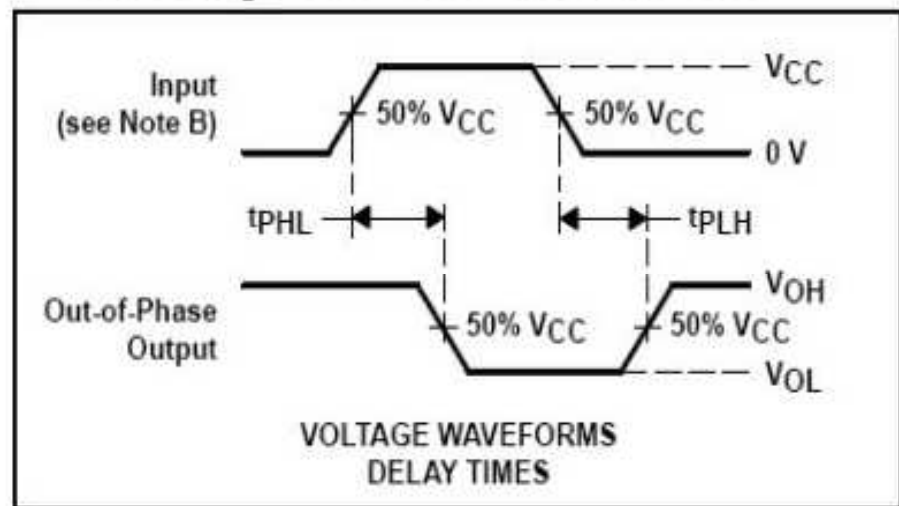 Input
(see Note B)
50% VCC
50% VCC
VCC
0 V
tPHL
tPLH
Out-of-Phase
Output
50% VCC
50% VCC
VOH
VOL
VOLTAGE WAVEFORMS
DELAY TIMES